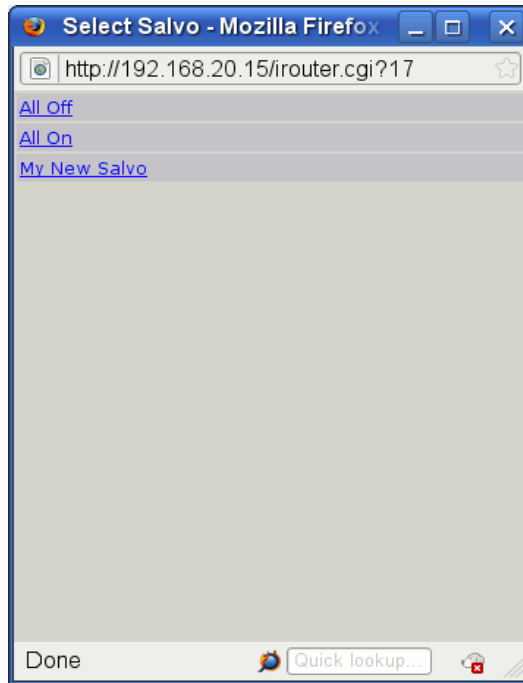 Select Salvo - Mozilla Firefox
http://192.168.20.15/irouter.cgi?17
All Off
All On
My New Salvo
Done
Quick lookup...